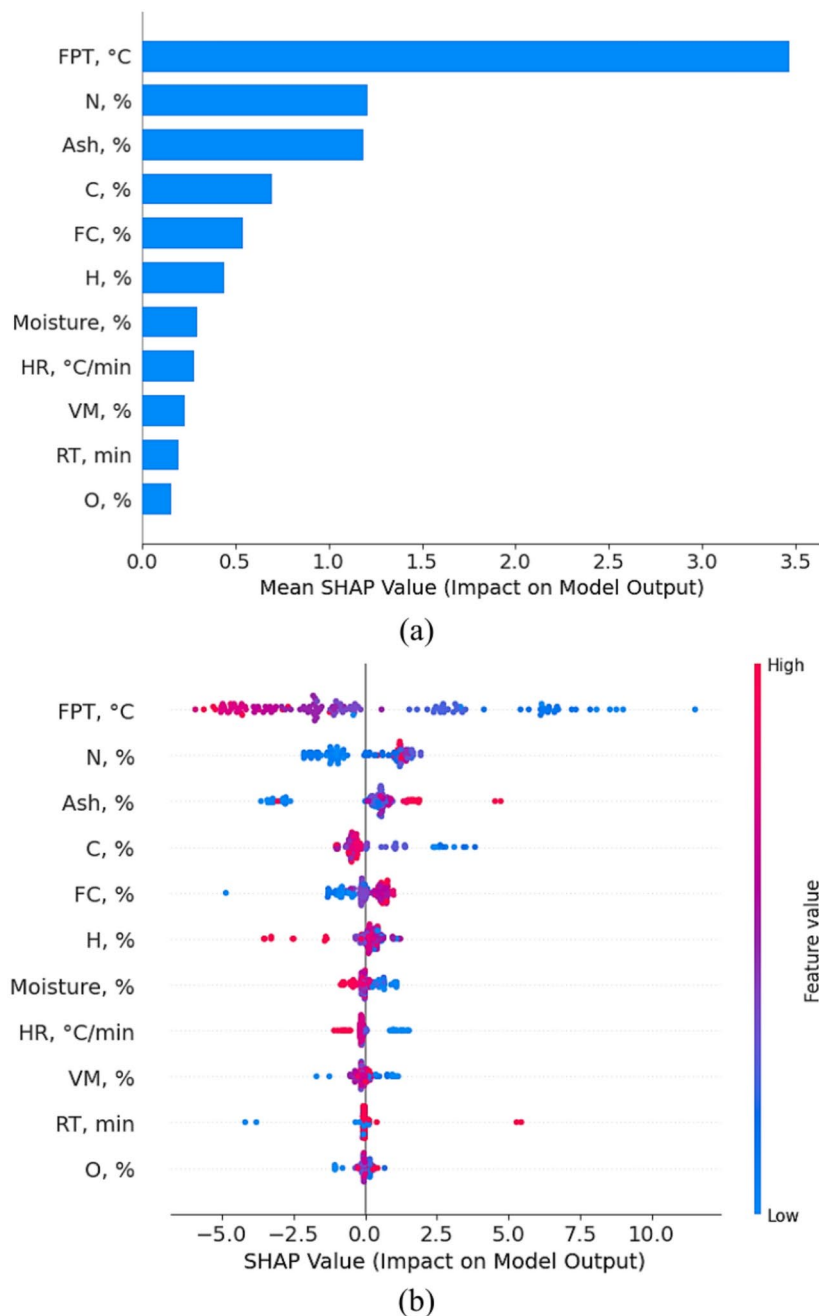 FPT, °C
N, %
Ash, %
C, %
FC, %
H, %
Moisture, %
HR, °C/min
VM, %
RT, min
O, %
0.0 0.5 1.0 1.5 2.0 2.5 3.0 3.5
Mean SHAP Value (Impact on Model Output)
(a)
High
FPT, °C
N, %
Ash, %
C, %
FC, %
H, %
Moisture, %
HR, °C/min
VM, %
RT, min
O, %
Feature value
Low
−5.0 −2.5 0.0 2.5 5.0 7.5 10.0
SHAP Value (Impact on Model Output)
(b)